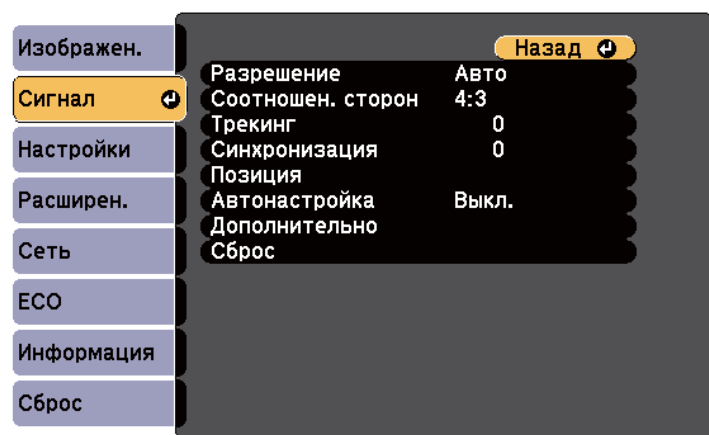 Изображен.
Сигнал
Настройки
Расширен.
Сеть
ECO
Информация
Сброс
Назад
Разрешение Авто
Соотношен. сторон 4:3
Трекинг 0
Синхронизация 0
Позиция
Автонастройка Выкл.
Дополнительно
Сброс